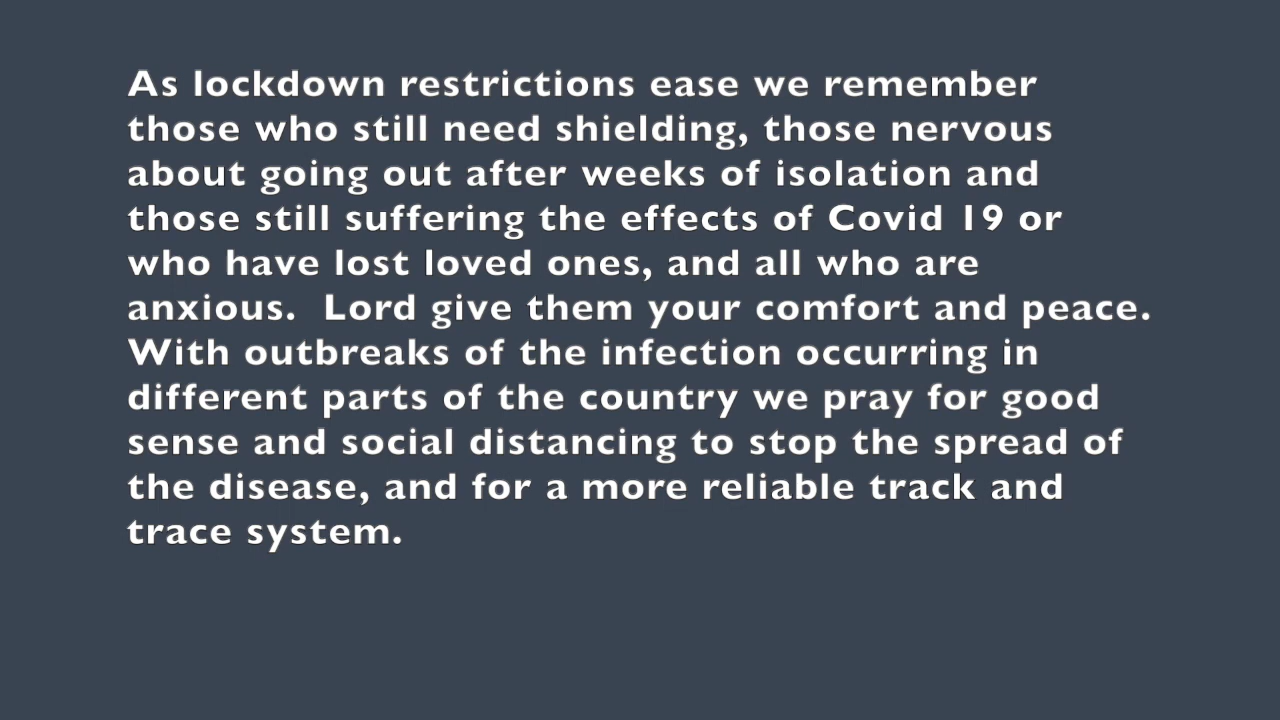 As lockdown restrictions ease we remember
those who still need shielding, those nervous
about going out after weeks of isolation and
those still suffering the effects of Covid 19 or
who have lost loved ones, and all who are
anxious.  Lord give them your comfort and peace.
With outbreaks of the infection occurring in
different parts of the country we pray for good
sense and social distancing to stop the spread of
the disease, and for a more reliable track and
trace system.